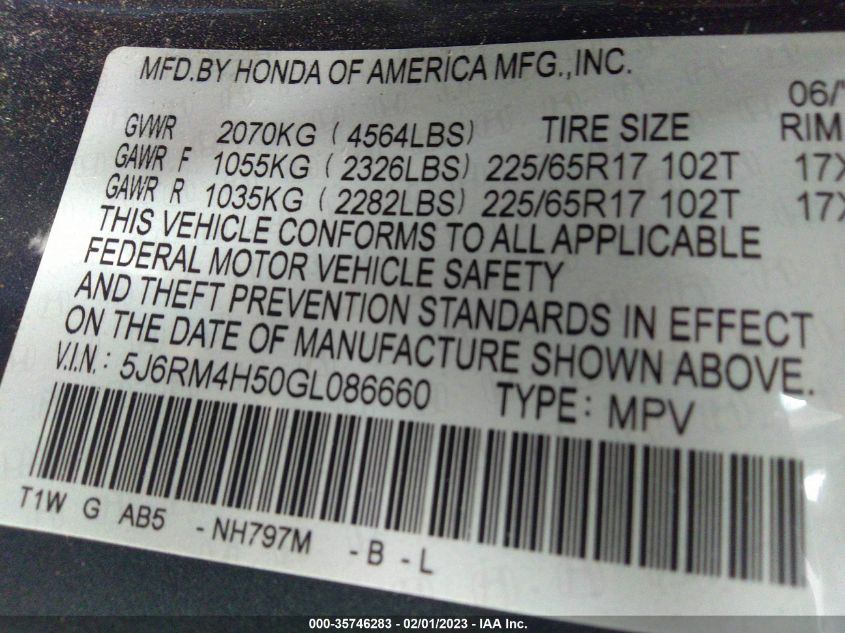 MFD.BY HONDA OF AMERICA MFG.,INC.
06/
GVWR 2070KG (4564LBS) TIRE SIZE RIM
GAWR F 1055KG (2326LBS) 225/65R17 102T 17X
GAWR R 1035KG (2282LBS) 225/65R17 102T 17X
THIS VEHICLE CONFORMS TO ALL APPLICABLE
FEDERAL MOTOR VEHICLE SAFETY
AND THEFT PREVENTION STANDARDS IN EFFECT
ON THE DATE OF MANUFACTURE SHOWN ABOVE.
V.I.N.: 5J6RM4H50GL086660 TYPE: MPV
T1W G AB5 -NH797M -B-L
000-35746283 - 02/01/2023 - IAA Inc.